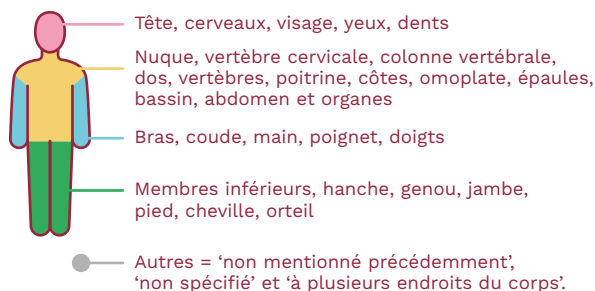 Tête, cerveaux, visage, yeux, dents
Nuque, vertèbre cervicale, colonne vertébrale,
dos, vertèbres, poitrine, côtes, omoplate, épaules,
bassin, abdomen et organes
Bras, coude, main, poignet, doigts
Membres inférieurs, hanche, genou, jambe,
pied, cheville, orteil
Autres = ‘non mentionné précédemment’,
‘non spécifié’ et ‘à plusieurs endroits du corps’.